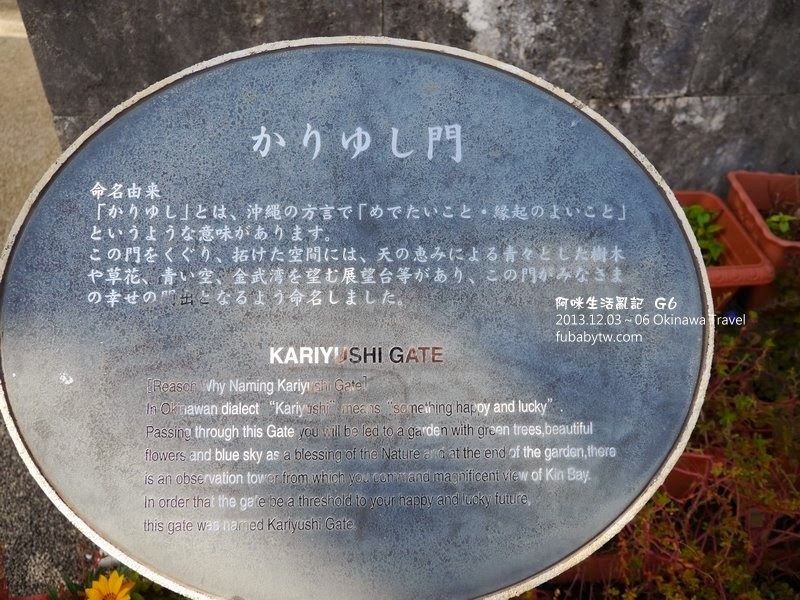 かりゆし門
命名由来
「かりゆし」とは、沖縄の方言で「めでたいこと・縁起のよいこと」
というような意味があります。
この門をくぐり、拓けた空間には、天の恵みによる青々とした樹木
や草花、青い空、金武湾を望む展望台等があり、この門がみなさま
の幸せの門出となるよう命名しました。
KARIYUSHI GATE
[Reason Why Naming Kariyushi Gate]
In Okinawan dialect “Kariyushi” means “something happy and lucky”.
Passing through this Gate you will be led to a garden with green trees,beautiful
flowers and blue sky as a blessing of the Nature and at the end of the garden,there
is an observation tower from which you command magnificent view of Kin Bay.
In order that the gate be a threshold to your happy and lucky future,
this gate was named Kariyushi Gate.
阿咪生活亂記 G6
2013.12.03~06 Okinawa Travel
fubabytw.com